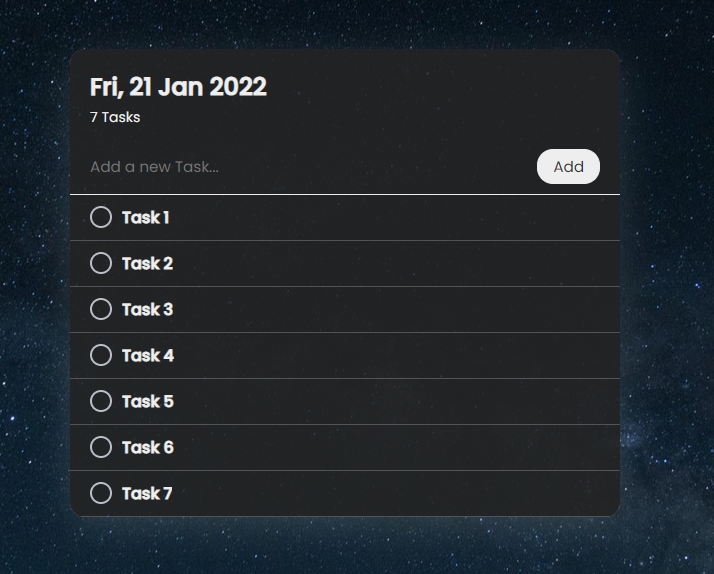 Fri, 21 Jan 2022
7 Tasks
Add a new Task...
Add
Task 1
Task 2
Task 3
Task 4
Task 5
Task 6
Task 7